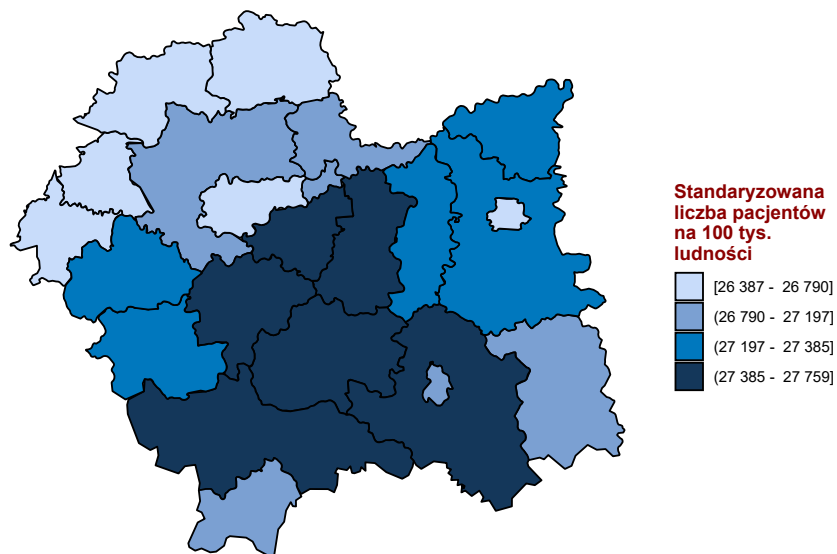 Standaryzowana
liczba pacjentów
na 100 tys.
ludności
[26 387 - 26 790]
(26 790 - 27 197]
(27 197 - 27 385]
(27 385 - 27 759]